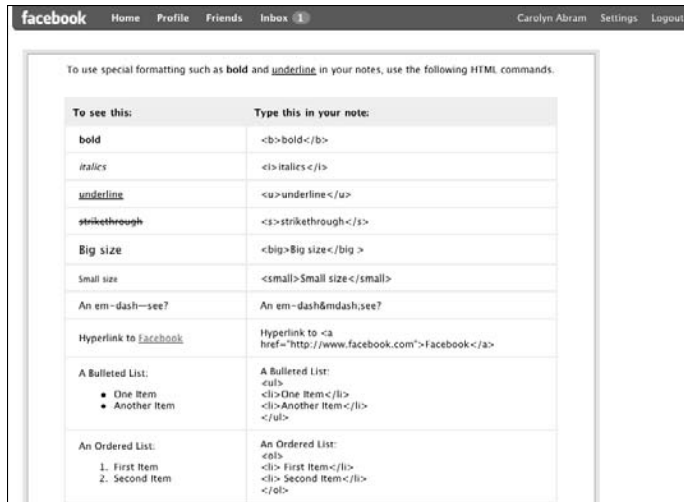 facebook Home Profile Friends Inbox 1 Carolyn Abram Settings Logout
To use special formatting such as bold and underline in your notes, use the following HTML commands.
To see this: Type this in your note:
bold <b>bold</b>
italics <i>italics</i>
underline <u>underline</u>
strikethrough <s>strikethrough</s>
Big size <big>Big size</big >
Small size <small>Small size</small>
An em-dash—see? An em-dash&mdash;see?
Hyperlink to Facebook
Hyperlink to <a
href="http://www.facebook.com">Facebook</a>
A Bulleted List:
• One Item
• Another Item
A Bulleted List:
<ul>
<li>One Item</li>
<li>Another Item</li>
</ul>
An Ordered List:
1. First Item
2. Second Item
An Ordered List:
<ol>
<li> First Item</li>
<li> Second Item</li>
</ol>